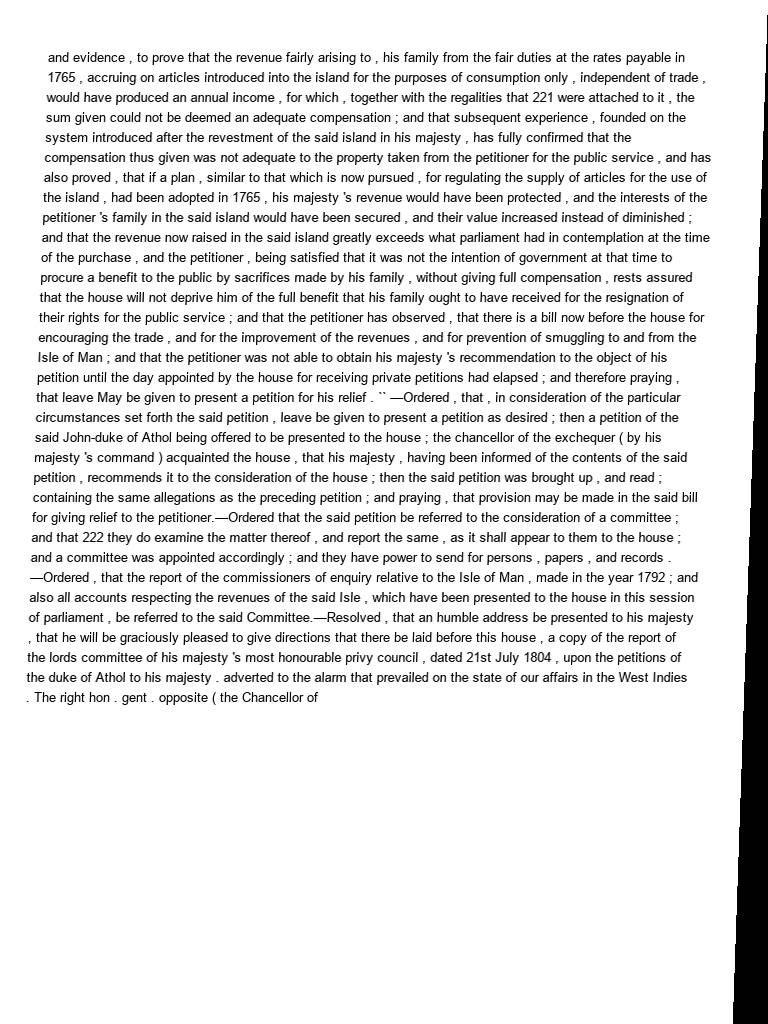 and evidence , to prove that the revenue fairly arising to , his family from the fair duties at the rates payable in
1765 , accruing on articles introduced into the island for the purposes of consumption only , independent of trade ,
would have produced an annual income , for which , together with the regalities that 221 were attached to it , the
sum given could not be deemed an adequate compensation ; and that subsequent experience , founded on the
system introduced after the revestment of the said island in his majesty , has fully confirmed that the
compensation thus given was not adequate to the property taken from the petitioner for the public service , and has
also proved , that if a plan , similar to that which is now pursued , for regulating the supply of articles for the use of
the island , had been adopted in 1765 , his majesty 's revenue would have been protected , and the interests of the
petitioner 's family in the said island would have been secured , and their value increased instead of diminished ;
and that the revenue now raised in the said island greatly exceeds what parliament had in contemplation at the time
of the purchase , and the petitioner , being satisfied that it was not the intention of government at that time to
procure a benefit to the public by sacrifices made by his family , without giving full compensation , rests assured
that the house will not deprive him of the full benefit that his family ought to have received for the resignation of
their rights for the public service ; and that the petitioner has observed , that there is a bill now before the house for
encouraging the trade , and for the improvement of the revenues , and for prevention of smuggling to and from the
Isle of Man ; and that the petitioner was not able to obtain his majesty 's recommendation to the object of his
petition until the day appointed by the house for receiving private petitions had elapsed ; and therefore praying ,
that leave May be given to present a petition for his relief . `` —Ordered , that , in consideration of the particular
circumstances set forth the said petition , leave be given to present a petition as desired ; then a petition of the
said John-duke of Athol being offered to be presented to the house ; the chancellor of the exchequer ( by his
majesty 's command ) acquainted the house , that his majesty , having been informed of the contents of the said
petition , recommends it to the consideration of the house ; then the said petition was brought up , and read ;
containing the same allegations as the preceding petition ; and praying , that provision may be made in the said bill
for giving relief to the petitioner.—Ordered that the said petition be referred to the consideration of a committee ;
and that 222 they do examine the matter thereof , and report the same , as it shall appear to them to the house ;
and a committee was appointed accordingly ; and they have power to send for persons , papers , and records .
—Ordered , that the report of the commissioners of enquiry relative to the Isle of Man , made in the year 1792 ; and
also all accounts respecting the revenues of the said Isle , which have been presented to the house in this session
of parliament , be referred to the said Committee.—Resolved , that an humble address be presented to his majesty
, that he will be graciously pleased to give directions that there be laid before this house , a copy of the report of
the lords committee of his majesty 's most honourable privy council , dated 21st July 1804 , upon the petitions of
the duke of Athol to his majesty . adverted to the alarm that prevailed on the state of our affairs in the West Indies
. The right hon . gent . opposite ( the Chancellor of